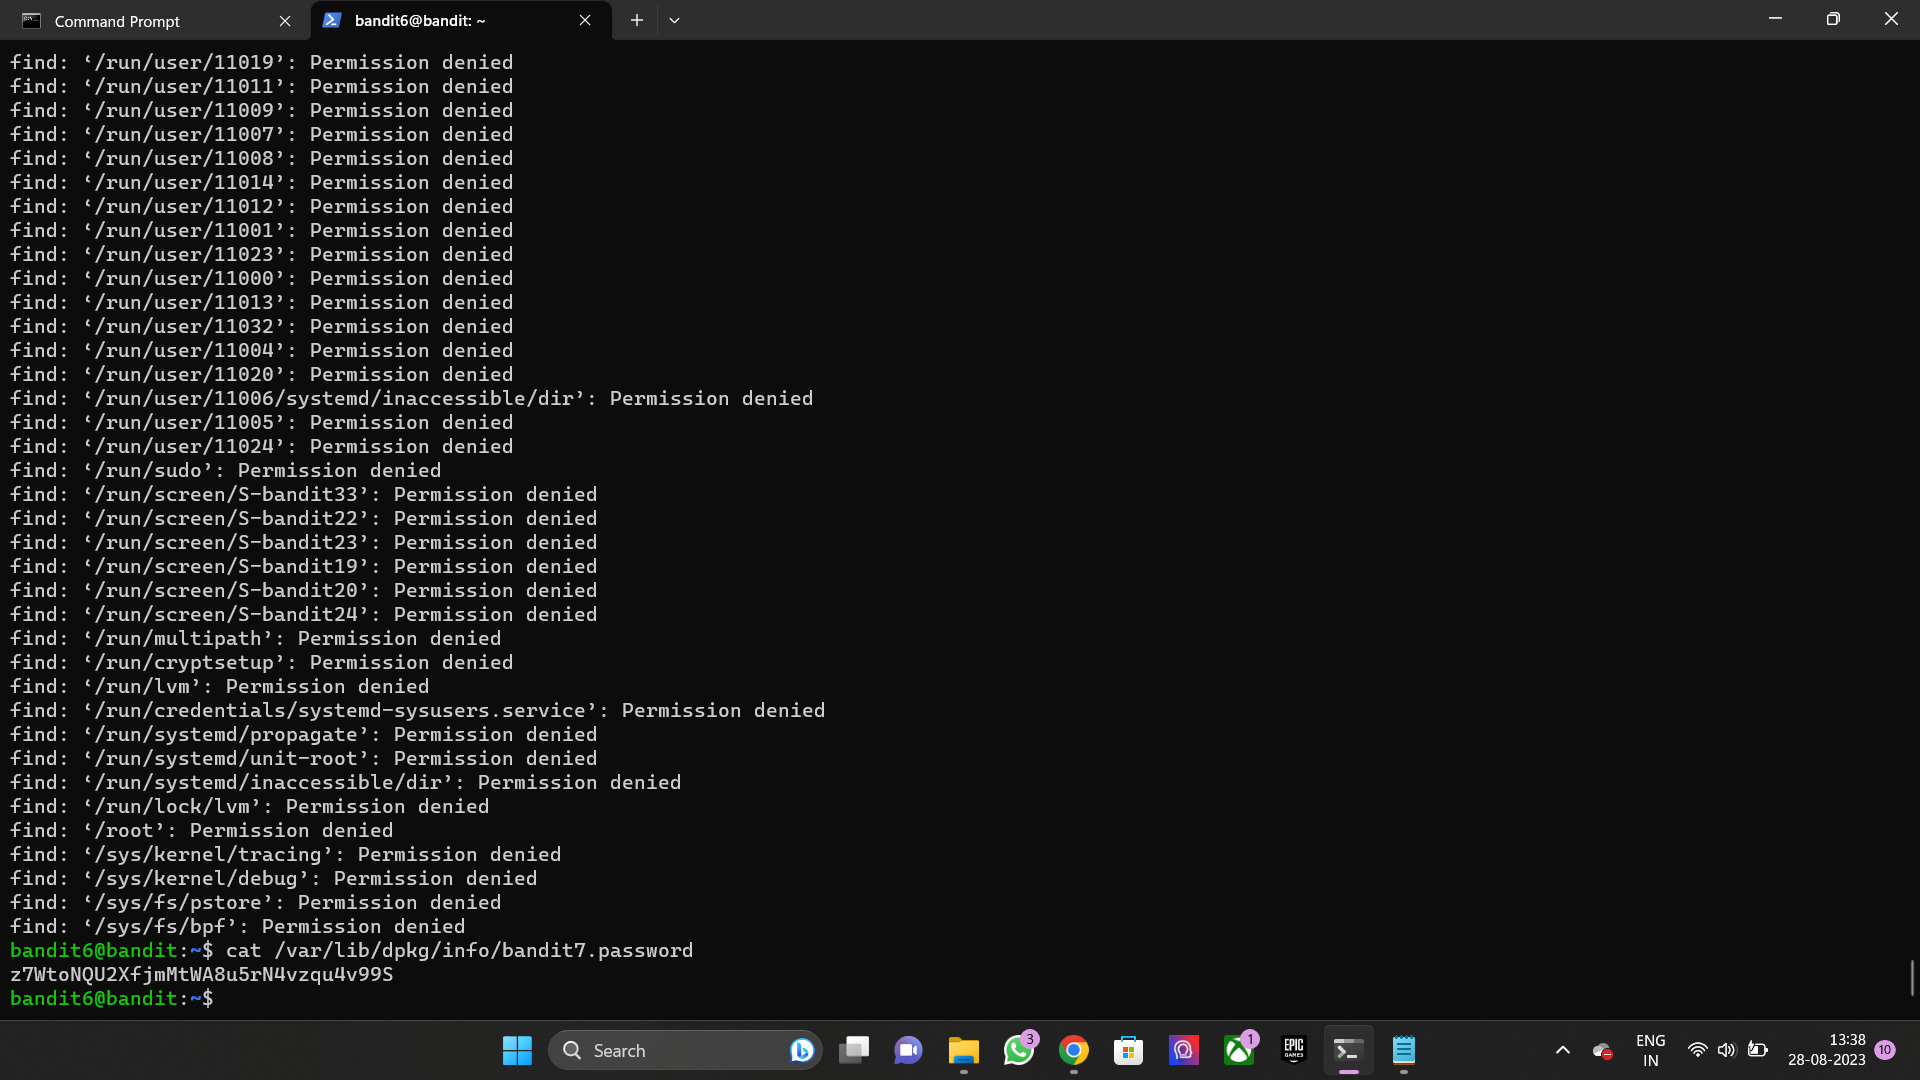 Command Prompt
bandit6@bandit: ~
find: ‘/run/user/11019’: Permission denied
find: ‘/run/user/11011’: Permission denied
find: ‘/run/user/11009’: Permission denied
find: ‘/run/user/11007’: Permission denied
find: ‘/run/user/11008’: Permission denied
find: ‘/run/user/11014’: Permission denied
find: ‘/run/user/11012’: Permission denied
find: ‘/run/user/11001’: Permission denied
find: ‘/run/user/11023’: Permission denied
find: ‘/run/user/11000’: Permission denied
find: ‘/run/user/11013’: Permission denied
find: ‘/run/user/11032’: Permission denied
find: ‘/run/user/11004’: Permission denied
find: ‘/run/user/11020’: Permission denied
find: ‘/run/user/11006/systemd/inaccessible/dir’: Permission denied
find: ‘/run/user/11005’: Permission denied
find: ‘/run/user/11024’: Permission denied
find: ‘/run/sudo’: Permission denied
find: ‘/run/screen/S-bandit33’: Permission denied
find: ‘/run/screen/S-bandit22’: Permission denied
find: ‘/run/screen/S-bandit23’: Permission denied
find: ‘/run/screen/S-bandit19’: Permission denied
find: ‘/run/screen/S-bandit20’: Permission denied
find: ‘/run/screen/S-bandit24’: Permission denied
find: ‘/run/multipath’: Permission denied
find: ‘/run/cryptsetup’: Permission denied
find: ‘/run/lvm’: Permission denied
find: ‘/run/credentials/systemd-sysusers.service’: Permission denied
find: ‘/run/systemd/propagate’: Permission denied
find: ‘/run/systemd/unit-root’: Permission denied
find: ‘/run/systemd/inaccessible/dir’: Permission denied
find: ‘/run/lock/lvm’: Permission denied
find: ‘/root’: Permission denied
find: ‘/sys/kernel/tracing’: Permission denied
find: ‘/sys/kernel/debug’: Permission denied
find: ‘/sys/fs/pstore’: Permission denied
find: ‘/sys/fs/bpf’: Permission denied
bandit6@bandit:~$ cat /var/lib/dpkg/info/bandit7.password
z7WtoNQU2XfjmMtWA8u5rN4vzqu4v99S
bandit6@bandit:~$
Search
3
1
EPIC
GAMES
ENG
IN
13:38
28-08-2023
10